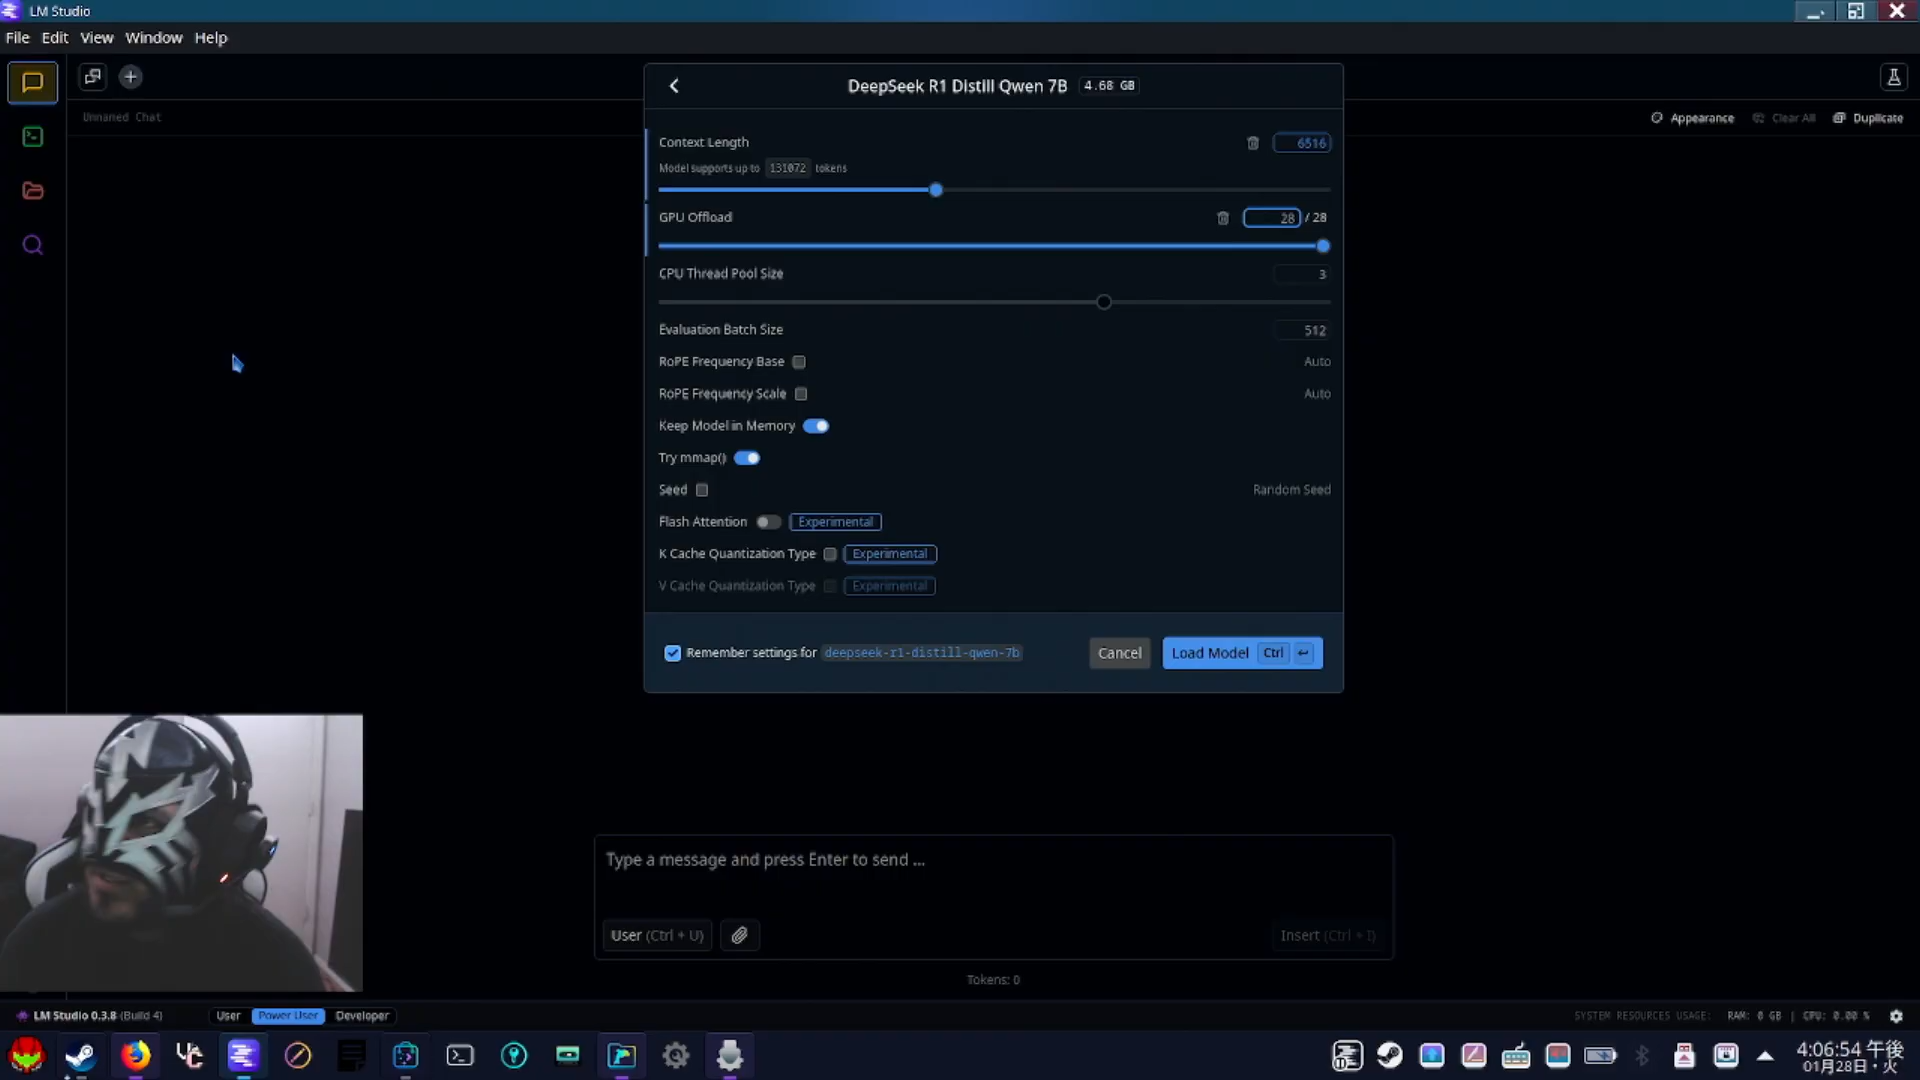 LM Studio
File Edit View Window Help
DeepSeek R1 Distill Qwen 7B 4.68 GB
Unnamed Chat
Appearance Clear All Duplicate
Context Length 6516
Model supports up to 131072 tokens
GPU Offload 28 / 28
CPU Thread Pool Size 3
Evaluation Batch Size 512
RoPE Frequency Base Auto
RoPE Frequency Scale Auto
Keep Model in Memory
Try mmap()
Seed Random Seed
Flash Attention Experimental
K Cache Quantization Type Experimental
V Cache Quantization Type Experimental
Remember settings for deepseek-r1-distill-qwen-7b Cancel Load Model Ctrl ↩
Type a message and press Enter to send ...
User (Ctrl + U) Insert (Ctrl + I)
Tokens: 0
LM Studio 0.3.8 (Build 4) User Power User Developer SYSTEM RESOURCES USAGE: RAM: 0 GB | CPU: 0.00 %
4:06:54 午後
01月28日・火